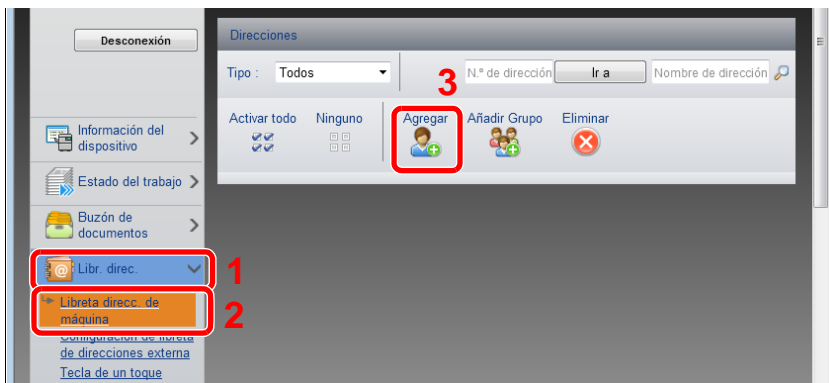 Desconexión
Información del
dispositivo
Estado del trabajo
Buzón de
documentos
Libr. direc.
1
Libreta direcc. de
máquina
2
Configuración de libreta
de direcciones externa
Tecla de un toque
Direcciones
Tipo : Todos
3
N.º de dirección
Ir a
Nombre de dirección
Activar todo Ninguno Agregar Añadir Grupo Eliminar